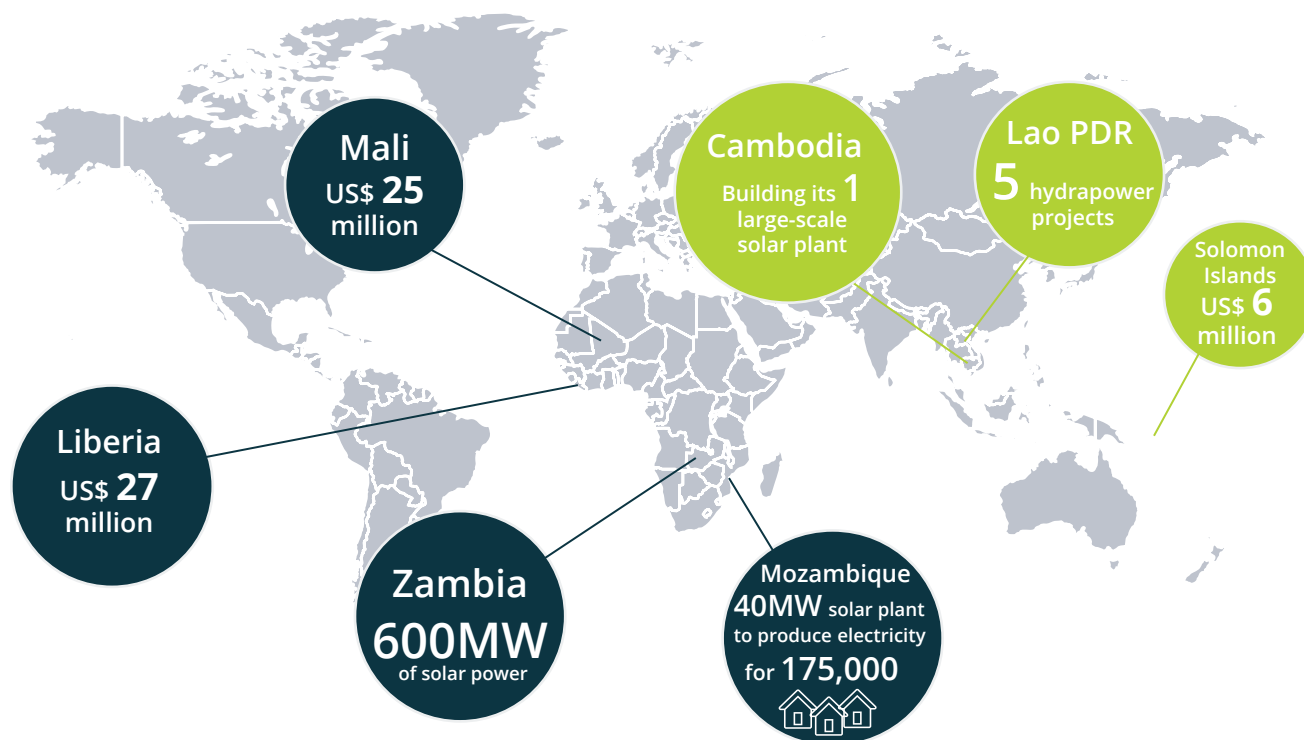 Mali
US$ 25
million
Cambodia
Building its 1
large-scale
solar plant
Lao PDR
5 hydrapower
projects
Solomon
Islands
US$ 6
million
Liberia
US$ 27
million
Zambia
600MW
of solar power
Mozambique
40MW solar plant
to produce electricity
for 175,000